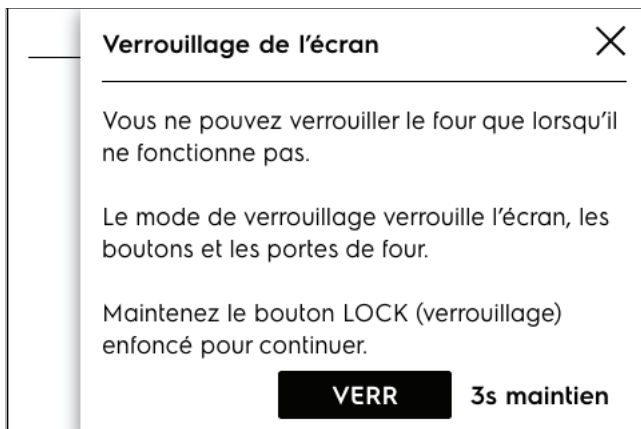 Verrouillage de l'écran
Vous ne pouvez verrouiller le four que lorsqu'il
ne fonctionne pas.
Le mode de verrouillage verrouille l'écran, les
boutons et les portes de four.
Maintenez le bouton LOCK (verrouillage)
enfoncé pour continuer.
VERR 3s maintien